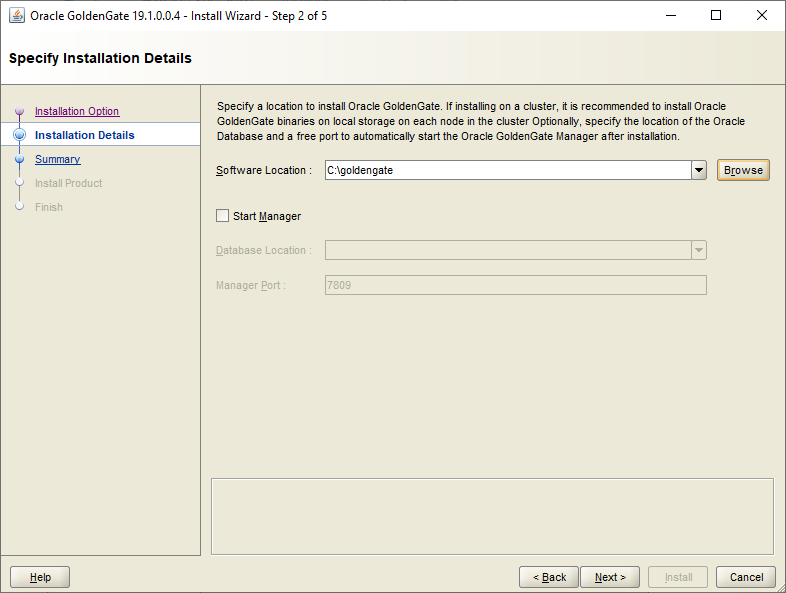 Oracle GoldenGate 19.1.0.0.4 - Install Wizard - Step 2 of 5
Specify Installation Details
Installation Option
Installation Details
Summary
Install Product
Finish
Specify a location to install Oracle GoldenGate. If installing on a cluster, it is recommended to install Oracle
GoldenGate binaries on local storage on each node in the cluster Optionally, specify the location of the Oracle
Database and a free port to automatically start the Oracle GoldenGate Manager after installation.
Software Location : C:\goldengate Browse
Start Manager
Database Location :
Manager Port : 7809
Help < Back Next > Install Cancel